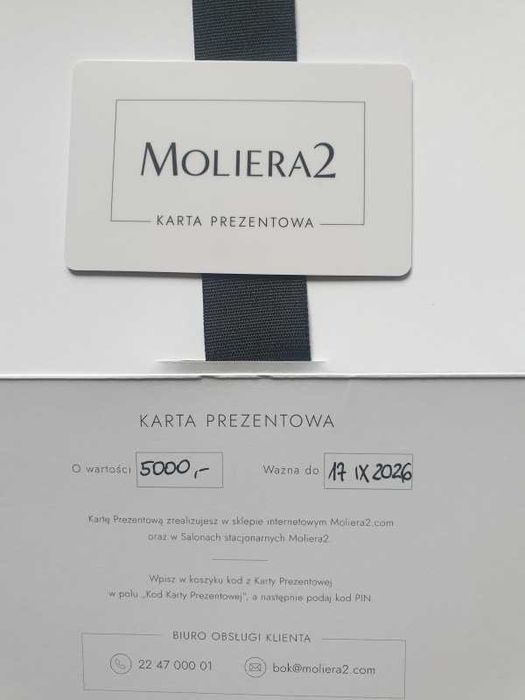 MOLIERA2
KARTA PREZENTOWA
KARTA PREZENTOWA
O wartości 5000,- Ważna do 17 IX 2026
Kartę Prezentową zrealizujesz w sklepie internetowym Moliera2.com
oraz w Salonach stacjonarnych Moliera2.
Wpisz w koszyku kod z Karty Prezentowej
w polu „Kod Karty Prezentowej”, a następnie podaj kod PIN
BIURO OBSŁUGI KLIENTA
22 47 000 01 bok@moliera2.com